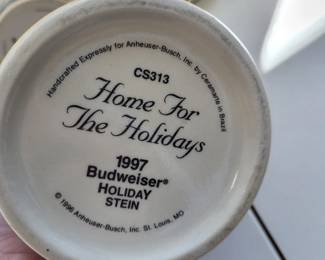 Handcrafted Expressly for Anheuser-Busch, Inc. by Ceramarte in Brazil
CS313
Home For
The Holidays
1997
Budweiser®
HOLIDAY
STEIN
© 1996 Anheuser-Busch, Inc. St. Louis, MO